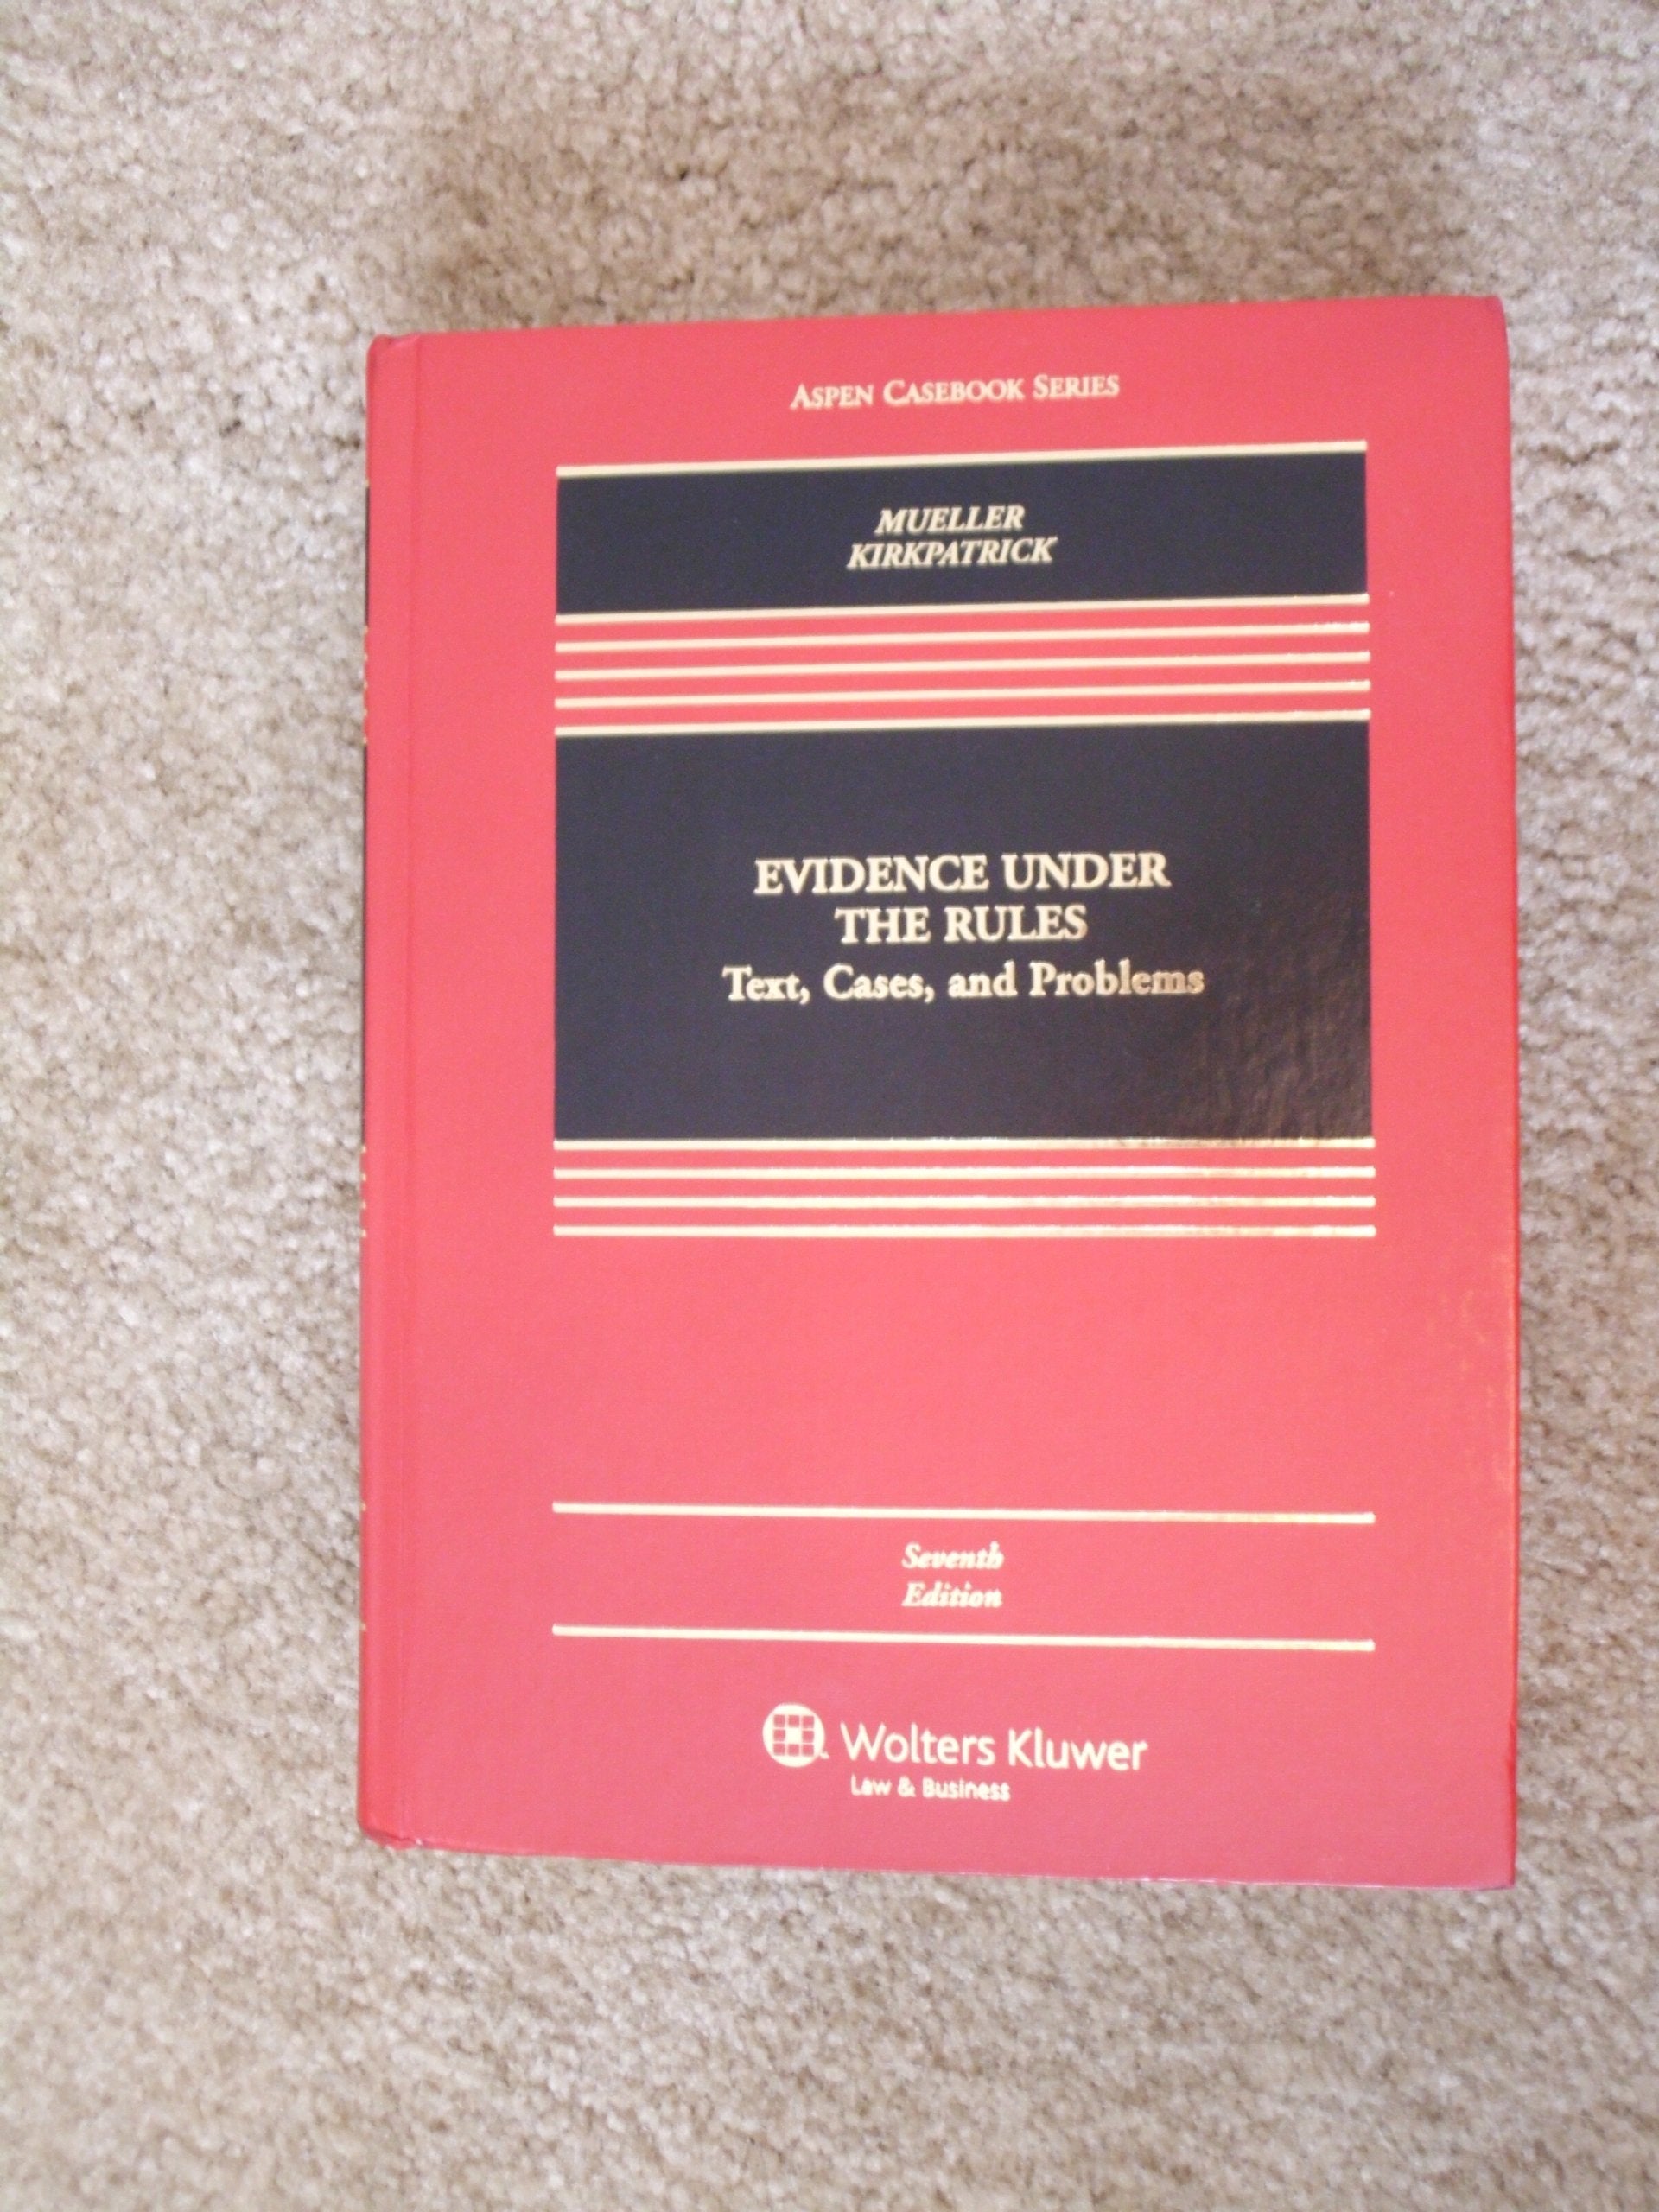 ASPEN CASEBOOK SERIES
MUELLER
KIRKPATRICK
EVIDENCE UNDER
THE RULES
Text, Cases, and Problems
Seventh
Edition
Wolters Kluwer
Law & Business